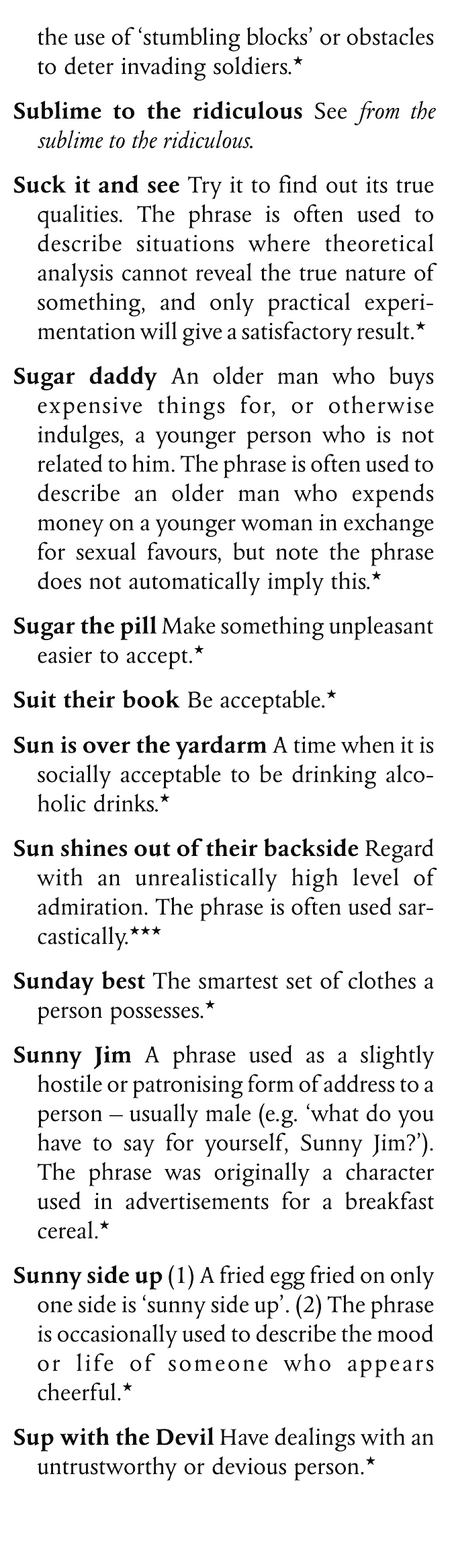 the use of ‘stumbling blocks’ or obstacles
to deter invading soldiers.★
Sublime to the ridiculous See from the
sublime to the ridiculous.
Suck it and see Try it to find out its true
qualities. The phrase is often used to
describe situations where theoretical
analysis cannot reveal the true nature of
something, and only practical experi-
mentation will give a satisfactory result.★
Sugar daddy An older man who buys
expensive things for, or otherwise
indulges, a younger person who is not
related to him. The phrase is often used to
describe an older man who expends
money on a younger woman in exchange
for sexual favours, but note the phrase
does not automatically imply this.★
Sugar the pill Make something unpleasant
easier to accept.★
Suit their book Be acceptable.★
Sun is over the yardarm A time when it is
socially acceptable to be drinking alco-
holic drinks.★
Sun shines out of their backside Regard
with an unrealistically high level of
admiration. The phrase is often used sar-
castically.★★★
Sunday best The smartest set of clothes a
person possesses.★
Sunny Jim A phrase used as a slightly
hostile or patronising form of address to a
person – usually male (e.g. ‘what do you
have to say for yourself, Sunny Jim?’).
The phrase was originally a character
used in advertisements for a breakfast
cereal.★
Sunny side up (1) A fried egg fried on only
one side is ‘sunny side up’. (2) The phrase
is occasionally used to describe the mood
or life of someone who appears
cheerful.★
Sup with the Devil Have dealings with an
untrustworthy or devious person.★